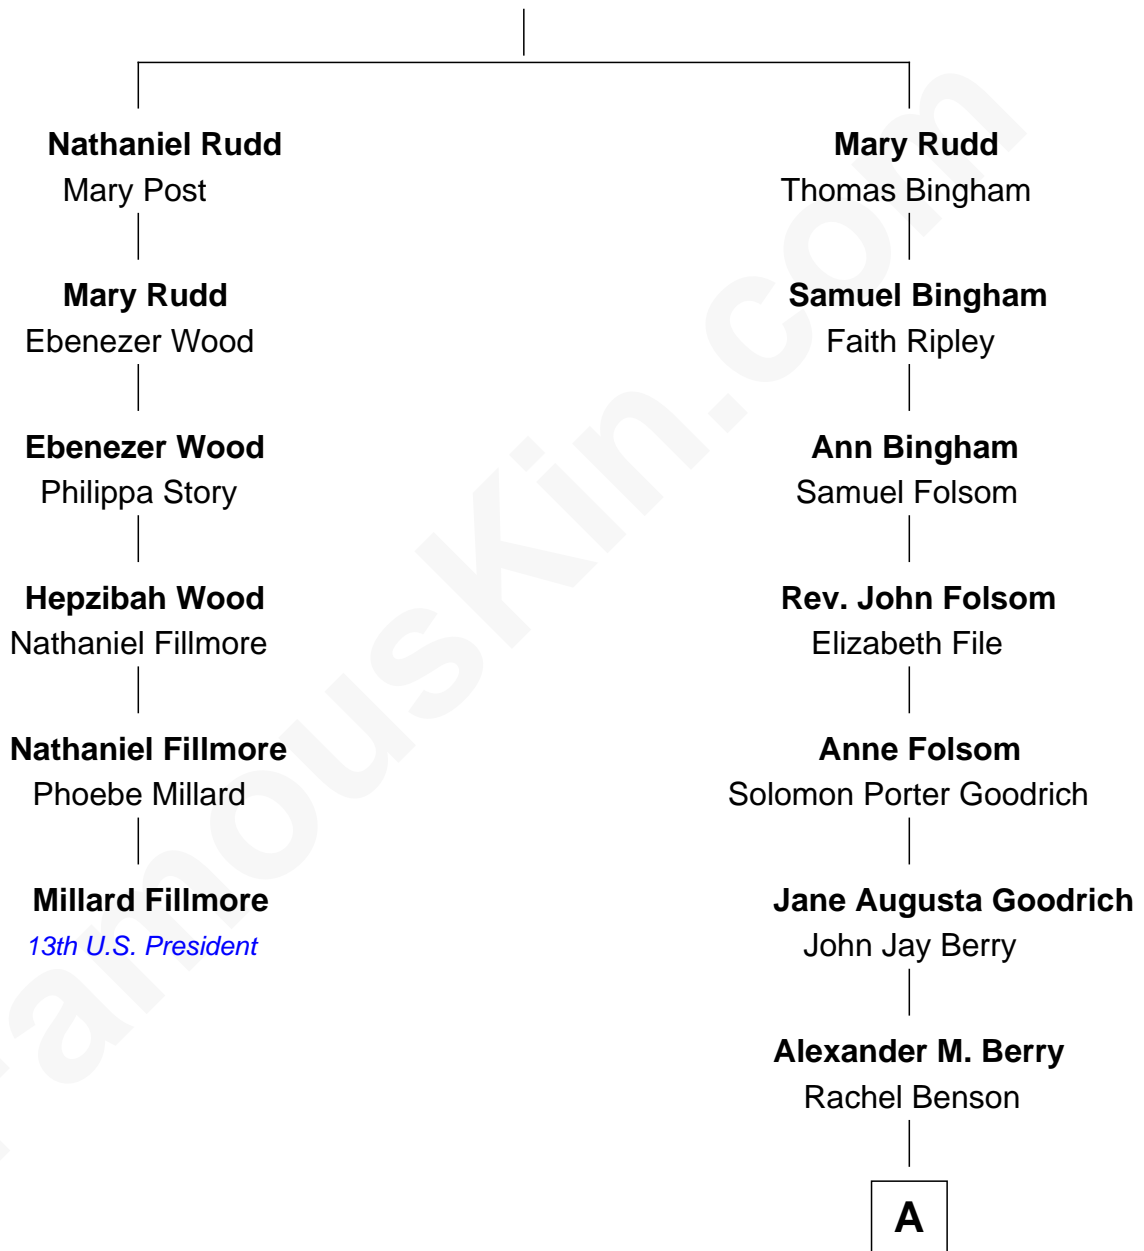 Nathaniel Rudd
Mary Post
Mary Rudd
Ebenezer Wood
Ebenezer Wood
Philippa Story
Hepzibah Wood
Nathaniel Fillmore
Nathaniel Fillmore
Phoebe Millard
Millard Fillmore
13th U.S. President
Mary Rudd
Thomas Bingham
Samuel Bingham
Faith Ripley
Ann Bingham
Samuel Folsom
Rev. John Folsom
Elizabeth File
Anne Folsom
Solomon Porter Goodrich
Jane Augusta Goodrich
John Jay Berry
Alexander M. Berry
Rachel Benson
A
FamousKin.com